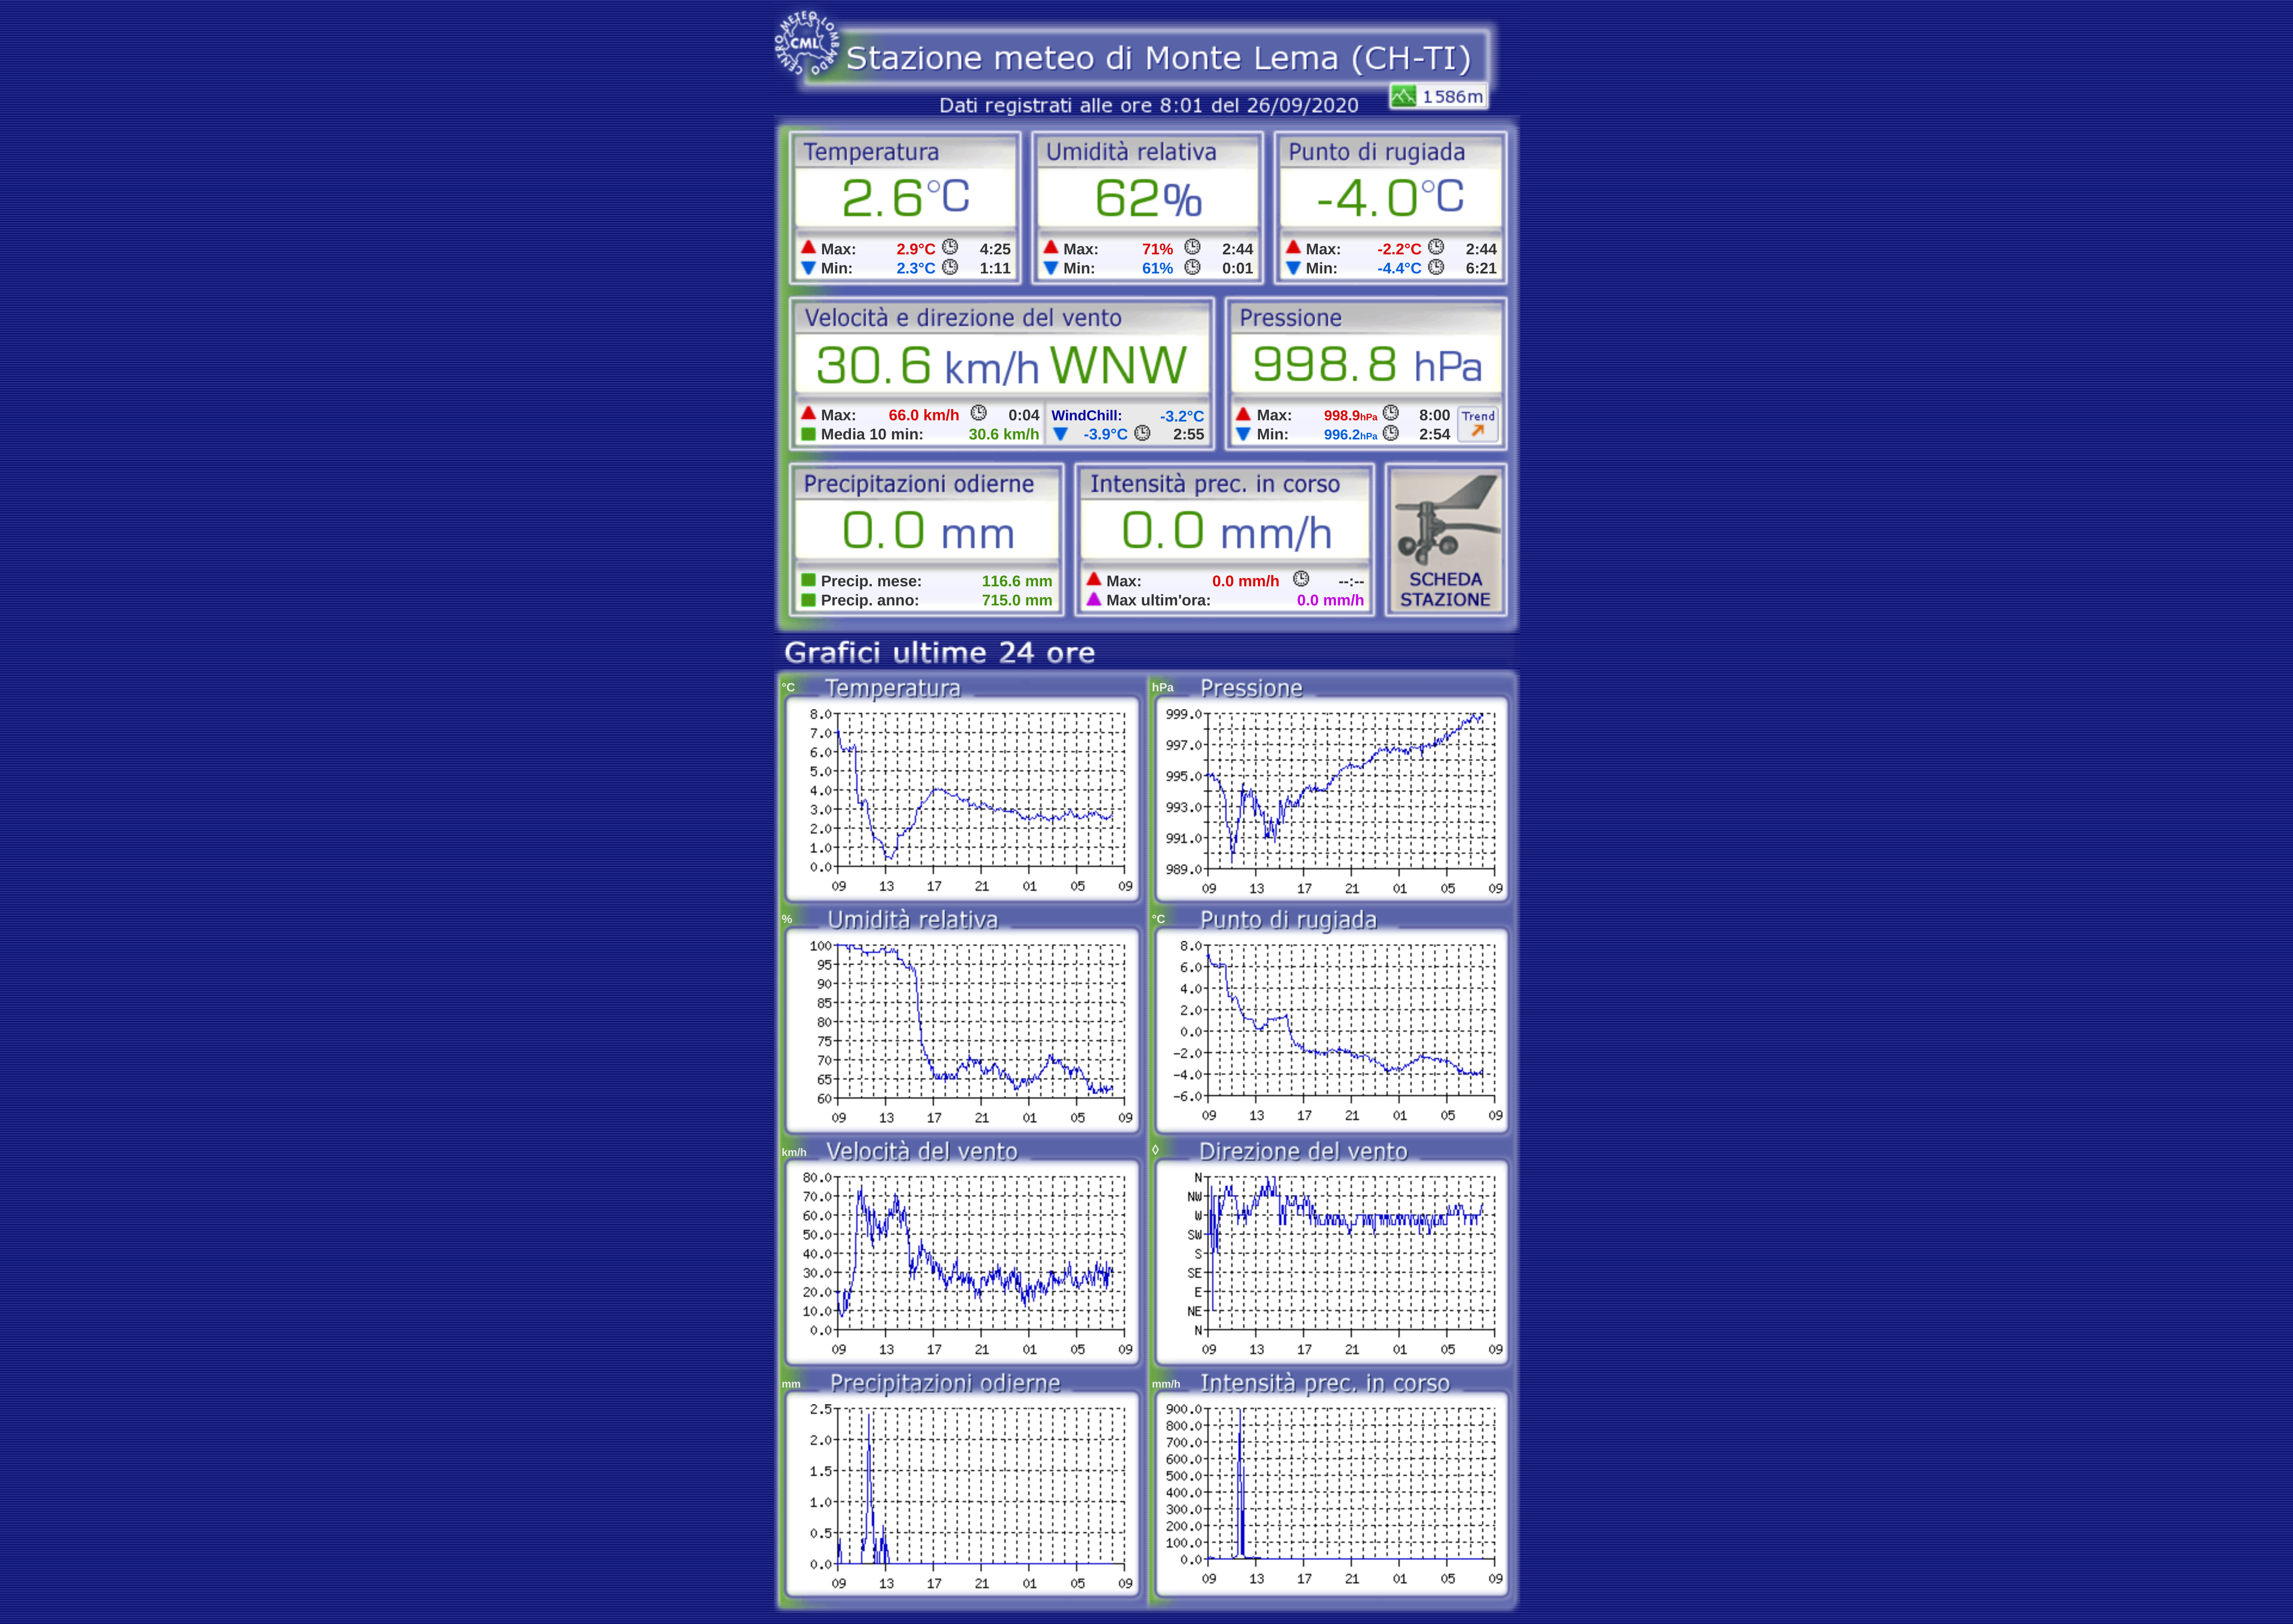 CENTRO METEO LOMBARDO
CML
Stazione meteo di Monte Lema (CH-TI)
1586m
Dati registrati alle ore 8:01 del 26/09/2020
Temperatura
2.6°C
Max: 2.9°C 4:25
Min: 2.3°C 1:11
Umidità relativa
62%
Max: 71% 2:44
Min: 61% 0:01
Punto di rugiada
-4.0°C
Max: -2.2°C 2:44
Min: -4.4°C 6:21
Velocità e direzione del vento
30.6 km/h WNW
Max: 66.0 km/h 0:04
Media 10 min: 30.6 km/h
WindChill: -3.2°C
-3.9°C 2:55
Pressione
998.8 hPa
Max: 998.9hPa 8:00
Min: 996.2hPa 2:54
Trend
Precipitazioni odierne
0.0 mm
Precip. mese: 116.6 mm
Precip. anno: 715.0 mm
Intensità prec. in corso
0.0 mm/h
Max: 0.0 mm/h --:--
Max ultim'ora: 0.0 mm/h
SCHEDA
STAZIONE
Grafici ultime 24 ore
°C Temperatura
8.0
7.0
6.0
5.0
4.0
3.0
2.0
1.0
0.0
09 13 17 21 01 05 09
hPa Pressione
999.0
997.0
995.0
993.0
991.0
989.0
09 13 17 21 01 05 09
% Umidità relativa
100
95
90
85
80
75
70
65
60
09 13 17 21 01 05 09
°C Punto di rugiada
8.0
6.0
4.0
2.0
0.0
-2.0
-4.0
-6.0
09 13 17 21 01 05 09
km/h Velocità del vento
80.0
70.0
60.0
50.0
40.0
30.0
20.0
10.0
0.0
09 13 17 21 01 05 09
◊ Direzione del vento
N
NW
W
SW
S
SE
E
NE
N
09 13 17 21 01 05 09
mm Precipitazioni odierne
2.5
2.0
1.5
1.0
0.5
0.0
09 13 17 21 01 05 09
mm/h Intensità prec. in corso
900.0
800.0
700.0
600.0
500.0
400.0
300.0
200.0
100.0
0.0
09 13 17 21 01 05 09